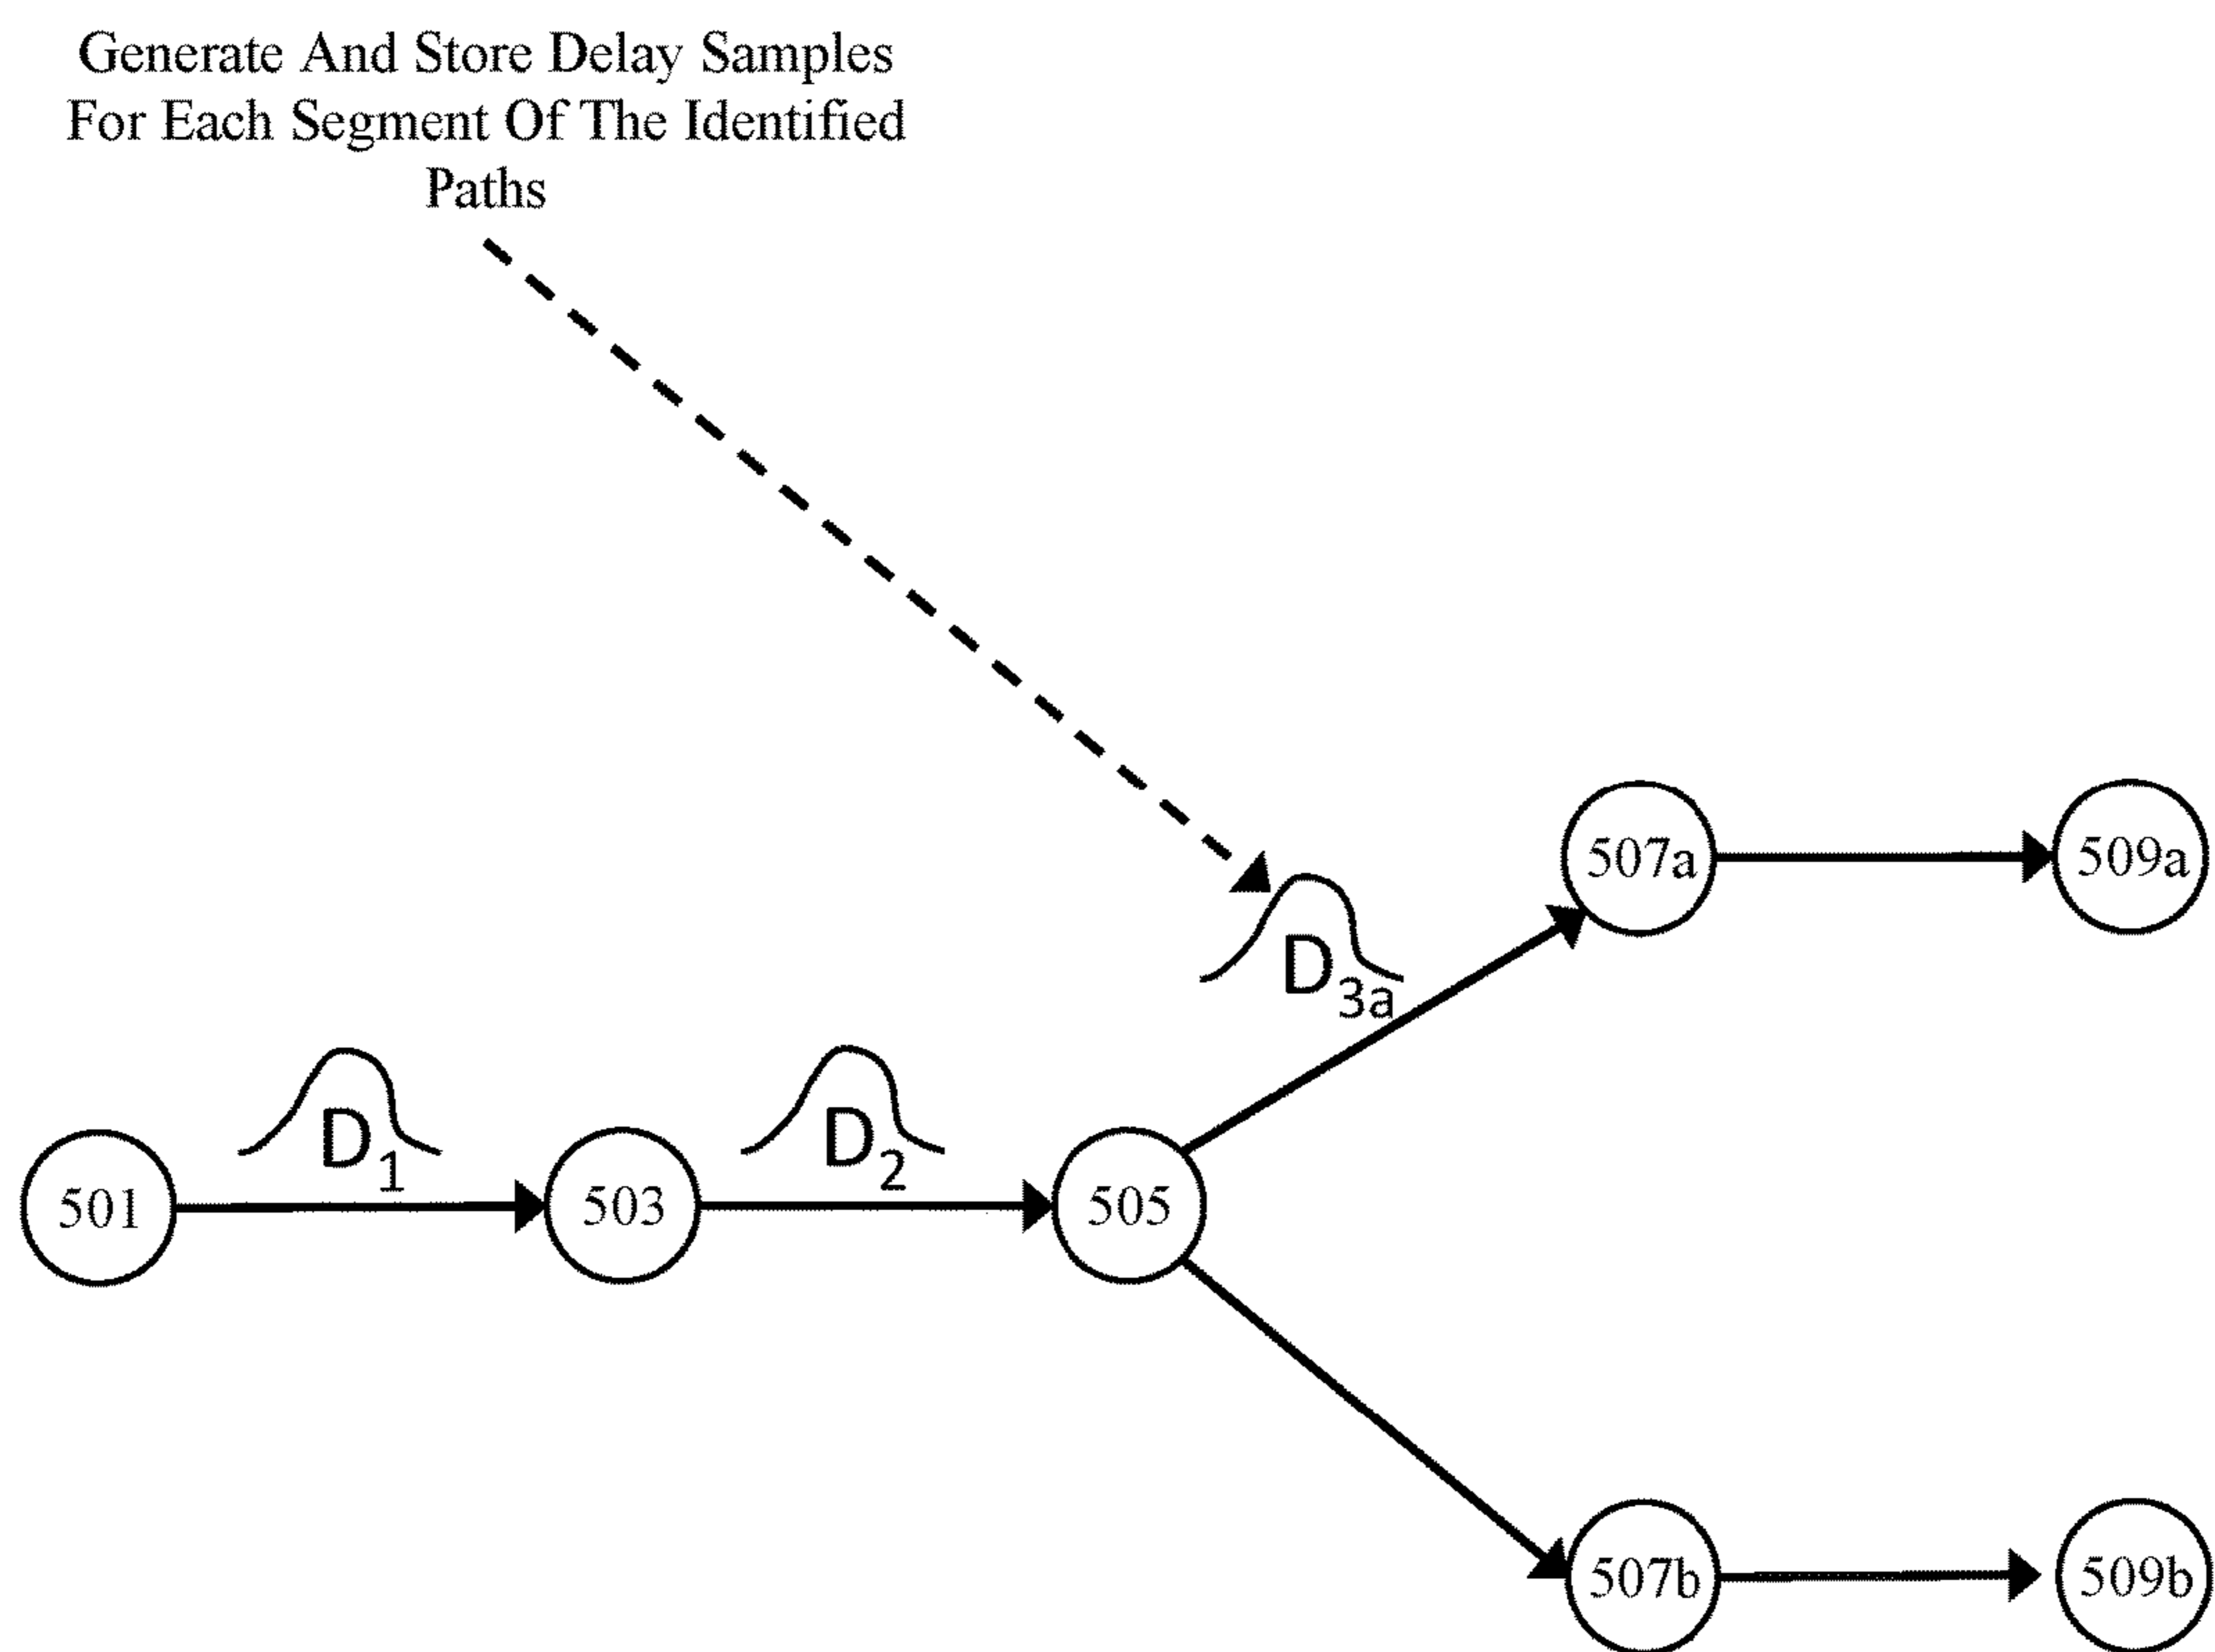 Generate And Store Delay Samples
For Each Segment Of The Identified
Paths
507a
509a
D3a
D1
D2
501
503
505
507b
509b